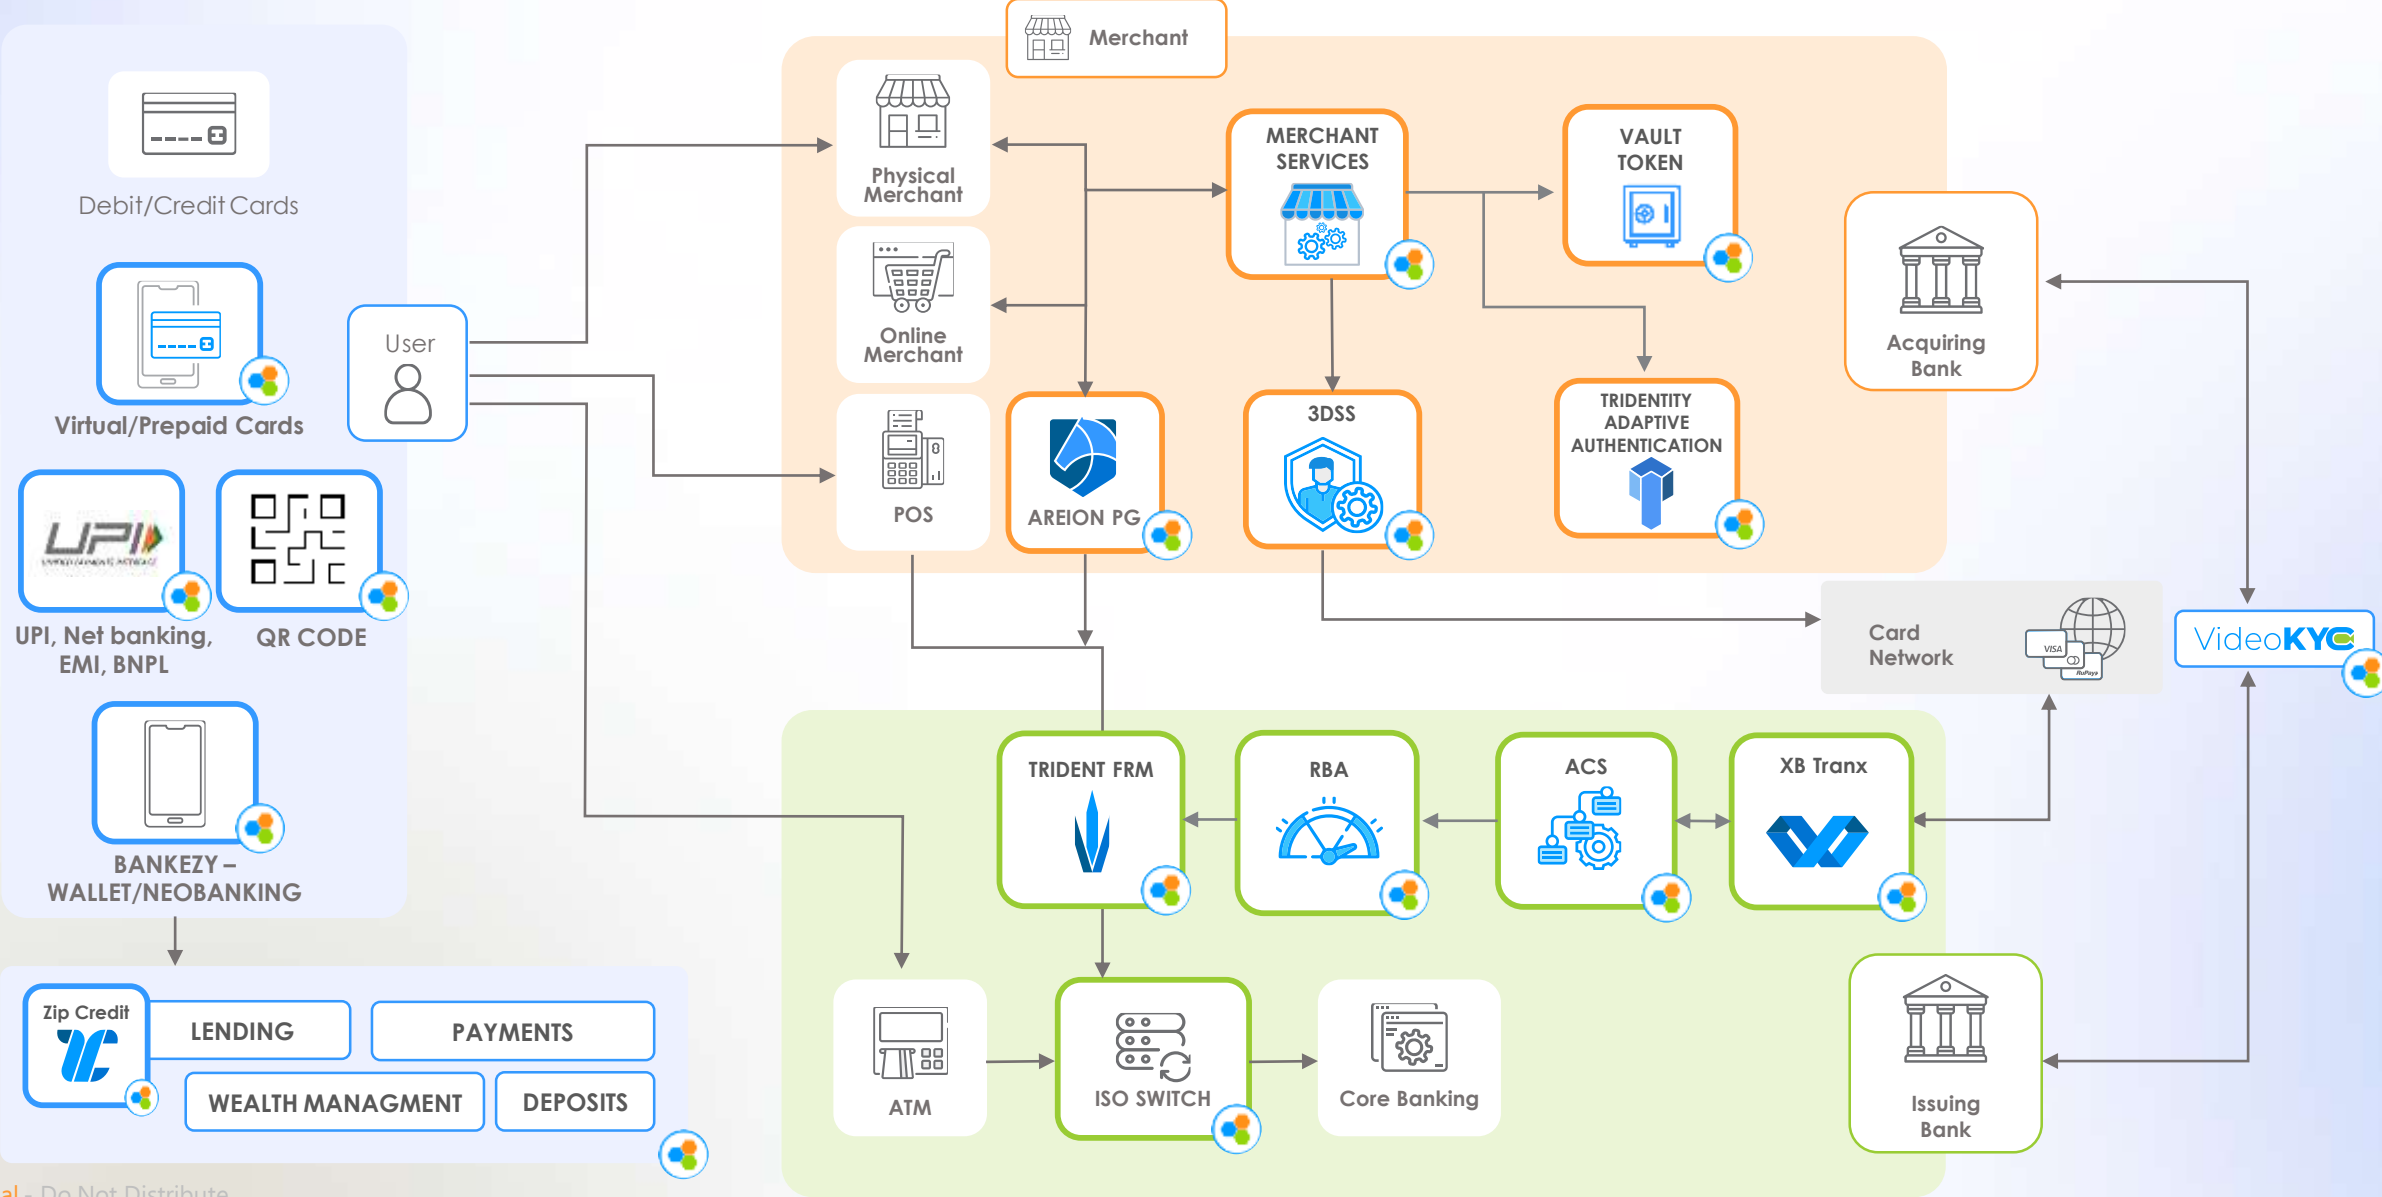 Merchant
Debit/Credit Cards
Virtual/Prepaid Cards
UPI
UPI, Net banking,
EMI, BNPL
QR CODE
BANKEZY –
WALLET/NEOBANKING
User
Zip Credit
LENDING
PAYMENTS
WEALTH MANAGMENT
DEPOSITS
Physical
Merchant
Online
Merchant
POS
AREION PG
MERCHANT
SERVICES
VAULT
TOKEN
3DSS
TRIDENTITY
ADAPTIVE
AUTHENTICATION
Acquiring
Bank
Card
Network
VISA
RuPay
VideoKYC
TRIDENT FRM
RBA
ACS
XB Tranx
ATM
ISO SWITCH
Core Banking
Issuing
Bank
al - Do Not Distribute